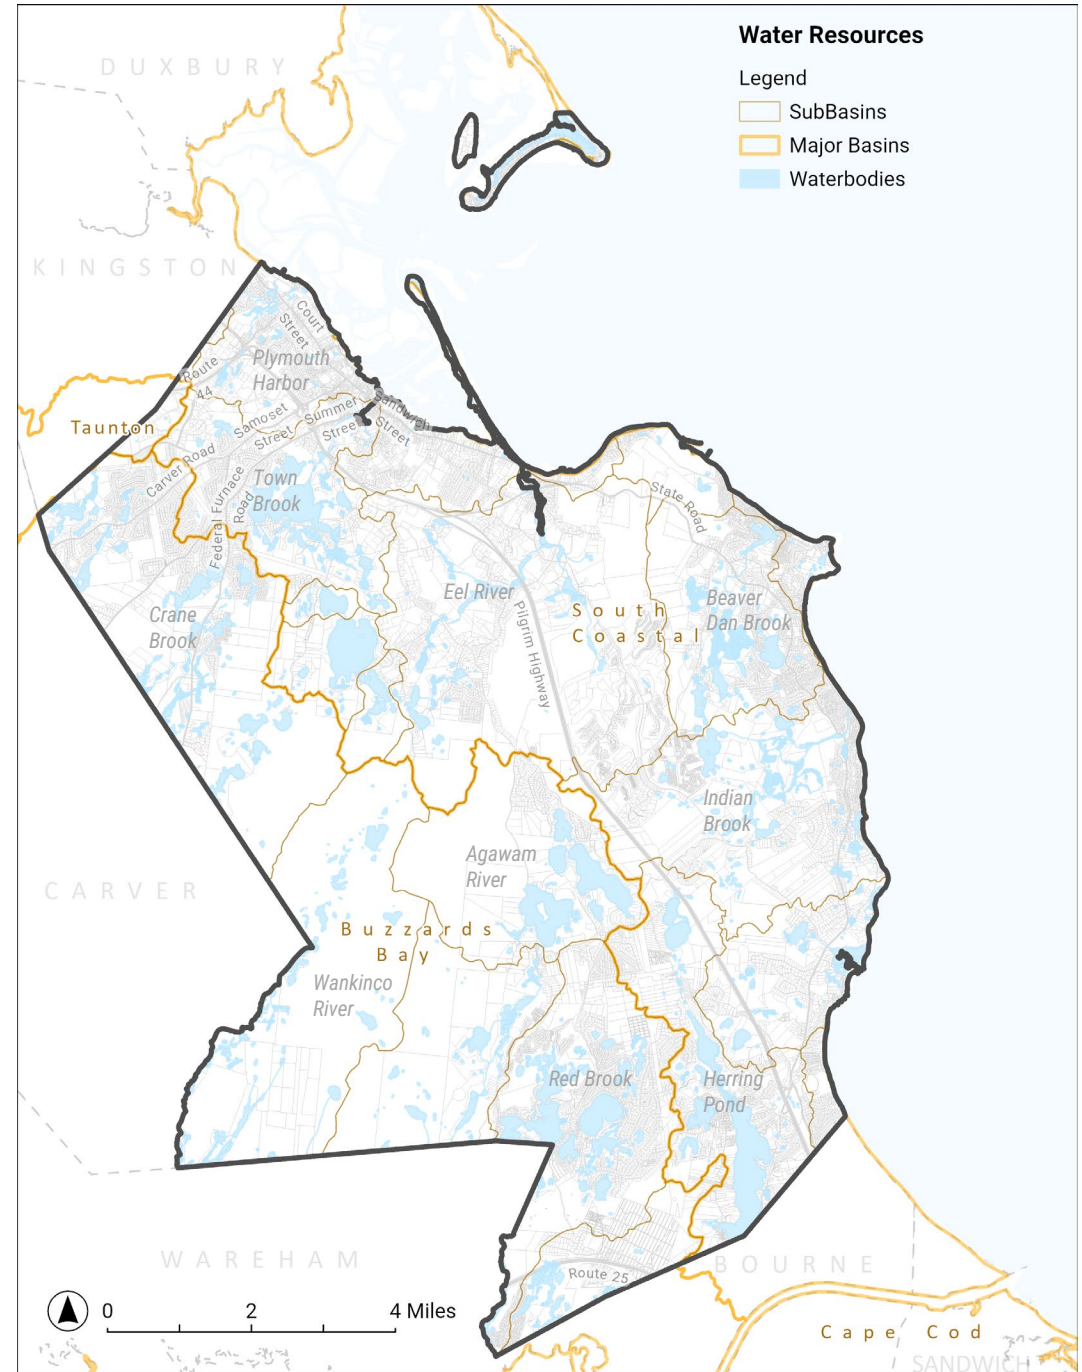 Water Resources
Legend
SubBasins
Major Basins
Waterbodies
DUXBURY
KINGSTON
Court
Street
Plymouth
Harbor
Route
44
Samoset
Street
Summer
Street
Sandwich
Street
Taunton
Carver Road
Federal Furnace
Road
Town
Brook
State Road
Eel River
South
Coastal
Beaver
Dan Brook
Crane
Brook
Pilgrim Highway
Indian
Brook
Agawam
River
CARVER
Buzzards
Bay
Wankinco
River
Red Brook
Herring
Pond
WAREHAM
BOURNE
Route 25
0 2 4 Miles
Cape Cod
SANDWICH